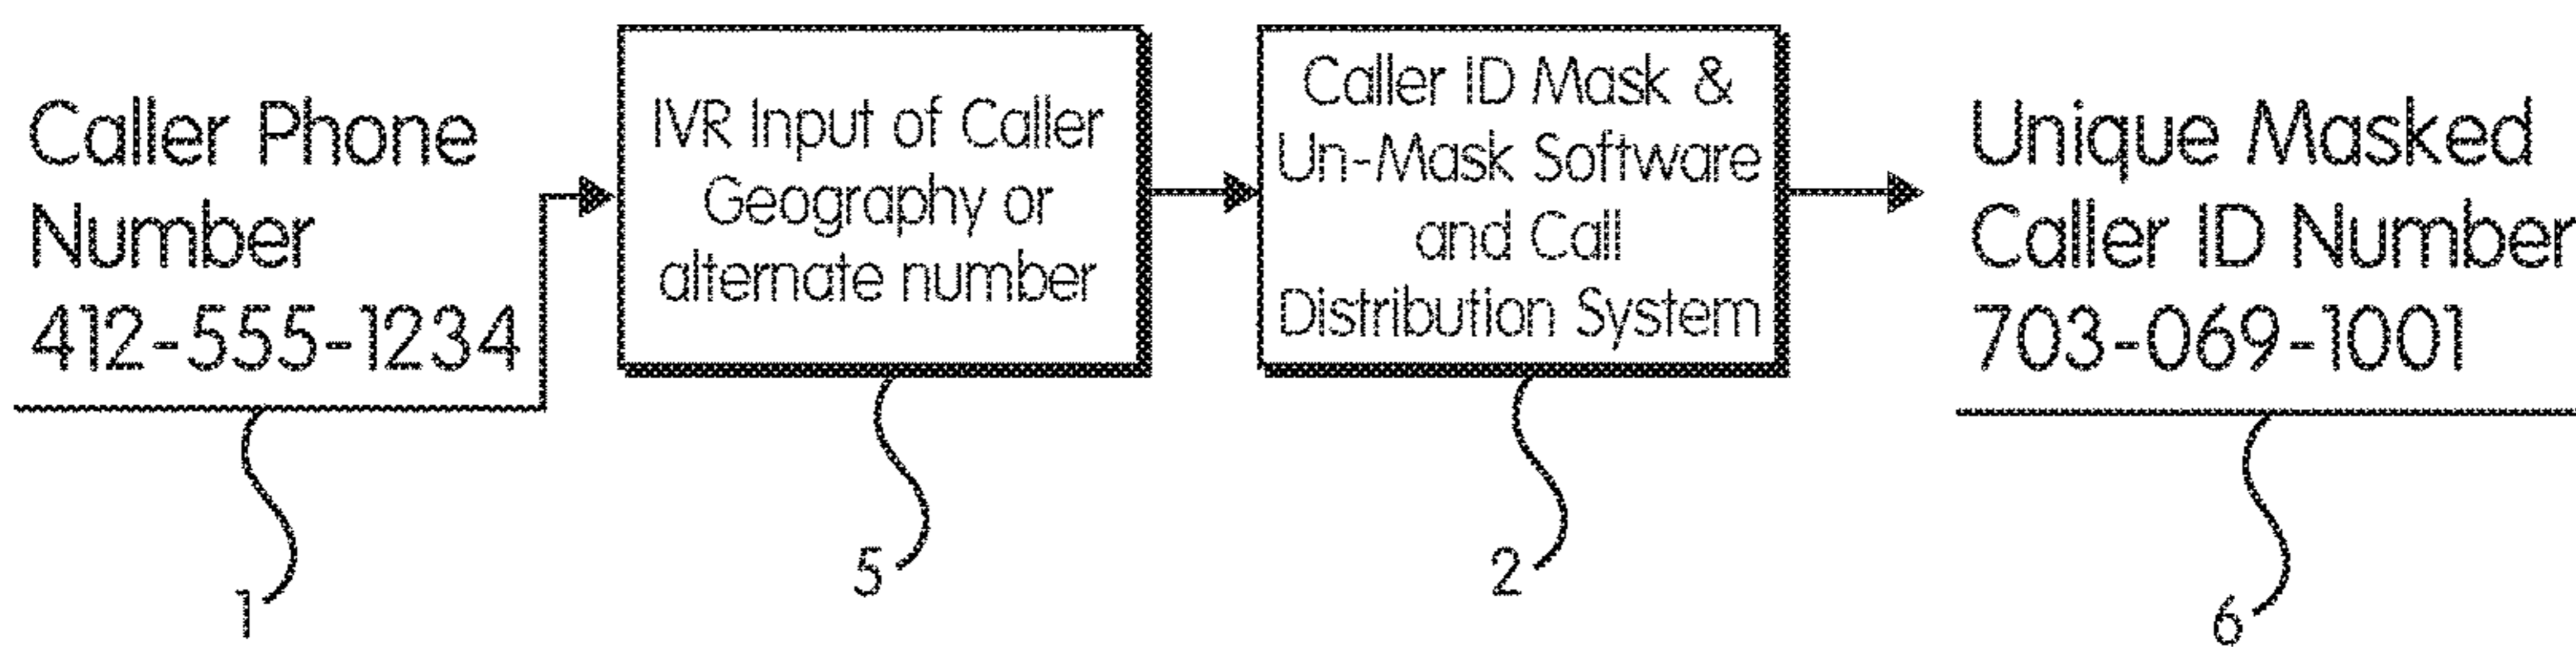 Caller Phone
Number
412-555-1234
IVR Input of Caller
Geography or
alternate number
Caller ID Mask &
Un-Mask Software
and Call
Distribution System
Unique Masked
Caller ID Number
703-069-1001
1
5
2
6